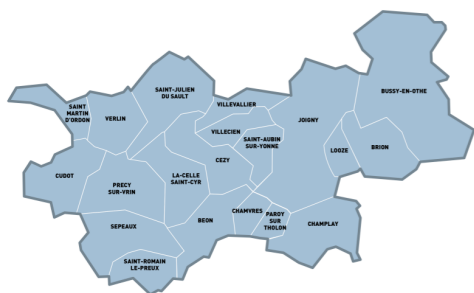 BUSSY-EN-OTHE
SAINT-JULIEN
DU SAULT
VILLEVALLIER
SAINT
MARTIN
D'ORDON
VERLIN
JOIGNY
VILLECIEN
SAINT-AUBIN
SUR-YONNE
LOOZE
BRION
CEZY
CUDOT
PRECY
SUR-VRIN
LA-CELLE
SAINT-CYR
CHAMVRES
PAROY
SUR
THOLON
CHAMPLAY
BEON
SEPEAUX
SAINT-ROMAIN
LE-PREUX